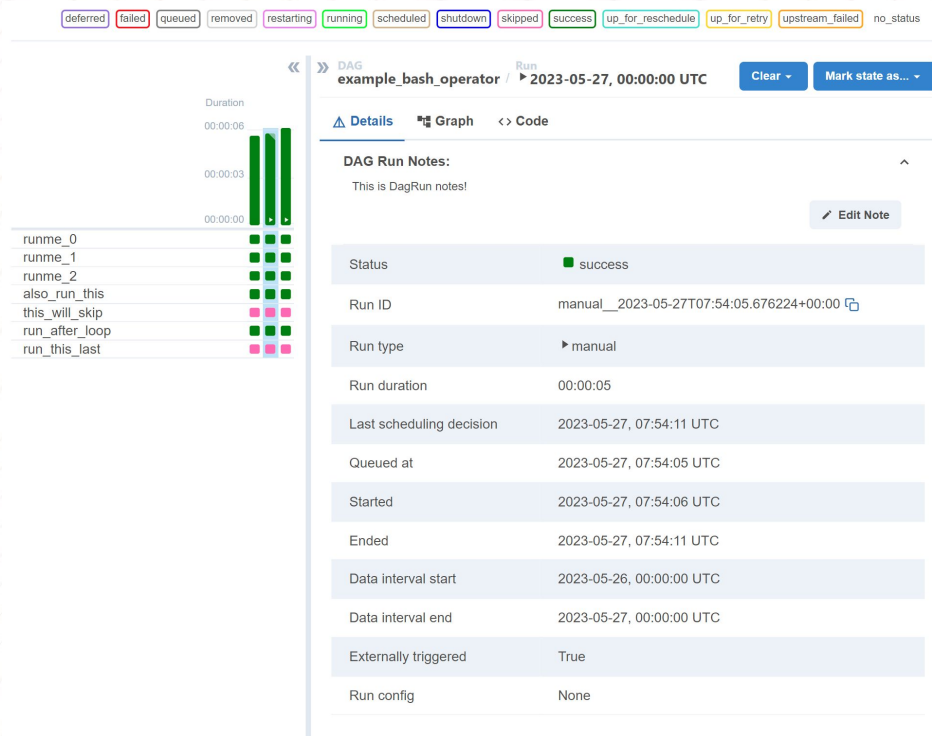 deferred failed queued removed restarting running scheduled shutdown skipped success up_for_reschedule up_for_retry upstream_failed no_status
DAG
example_bash_operator
/
Run
2023-05-27, 00:00:00 UTC
Clear
Mark state as...
Duration
00:00:06
00:00:03
00:00:00
runme_0
runme_1
runme_2
also_run_this
this_will_skip
run_after_loop
run_this_last
Details Graph Code
DAG Run Notes:
This is DagRun notes!
Edit Note
Status success
Run ID manual__2023-05-27T07:54:05.676224+00:00
Run type manual
Run duration 00:00:05
Last scheduling decision 2023-05-27, 07:54:11 UTC
Queued at 2023-05-27, 07:54:05 UTC
Started 2023-05-27, 07:54:06 UTC
Ended 2023-05-27, 07:54:11 UTC
Data interval start 2023-05-26, 00:00:00 UTC
Data interval end 2023-05-27, 00:00:00 UTC
Externally triggered True
Run config None